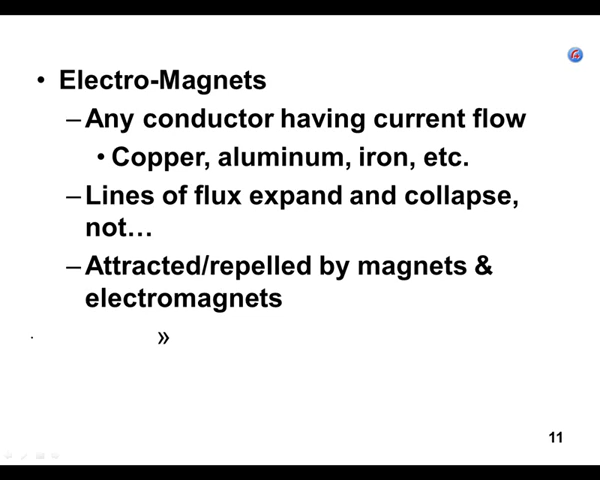 • Electro-Magnets
–Any conductor having current flow
• Copper, aluminum, iron, etc.
–Lines of flux expand and collapse,
not…
–Attracted/repelled by magnets &
electromagnets
»
11